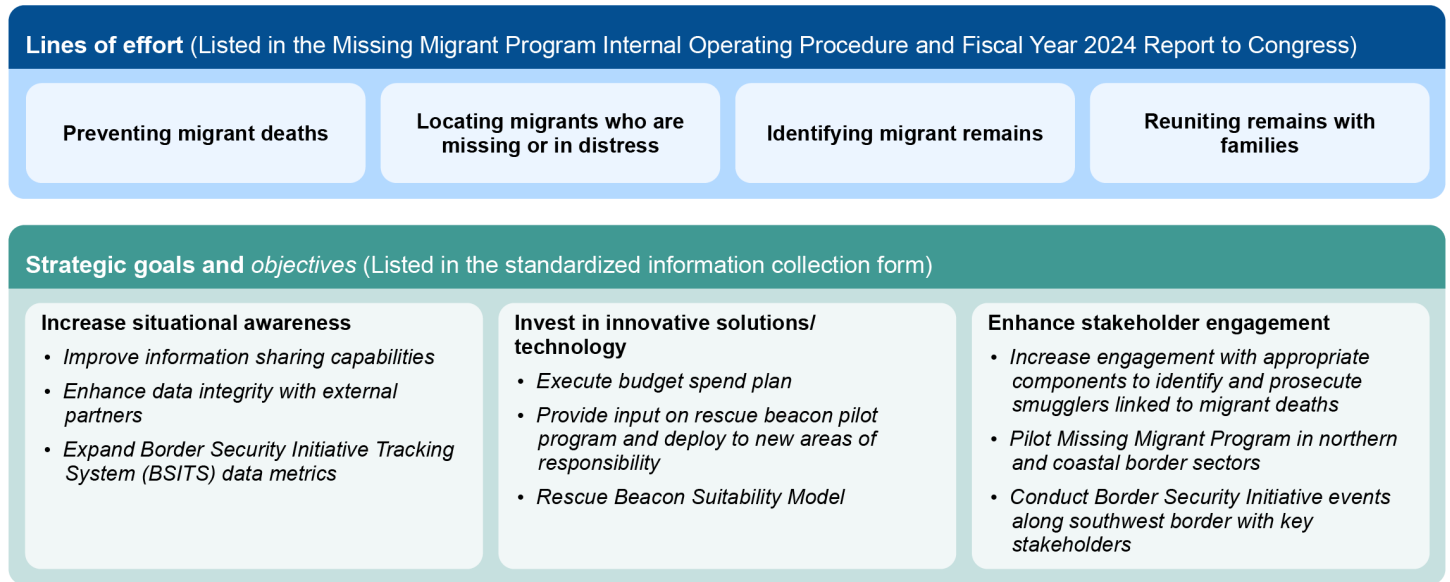 Lines of effort (Listed in the Missing Migrant Program Internal Operating Procedure and Fiscal Year 2024 Report to Congress)
Preventing migrant deaths
Locating migrants who are
missing or in distress
Identifying migrant remains
Reuniting remains with
families
Strategic goals and objectives (Listed in the standardized information collection form)
Increase situational awareness
• Improve information sharing capabilities
• Enhance data integrity with external
partners
• Expand Border Security Initiative Tracking
System (BSITS) data metrics
Invest in innovative solutions/
technology
• Execute budget spend plan
• Provide input on rescue beacon pilot
program and deploy to new areas of
responsibility
• Rescue Beacon Suitability Model
Enhance stakeholder engagement
• Increase engagement with appropriate
components to identify and prosecute
smugglers linked to migrant deaths
• Pilot Missing Migrant Program in northern
and coastal border sectors
• Conduct Border Security Initiative events
along southwest border with key
stakeholders